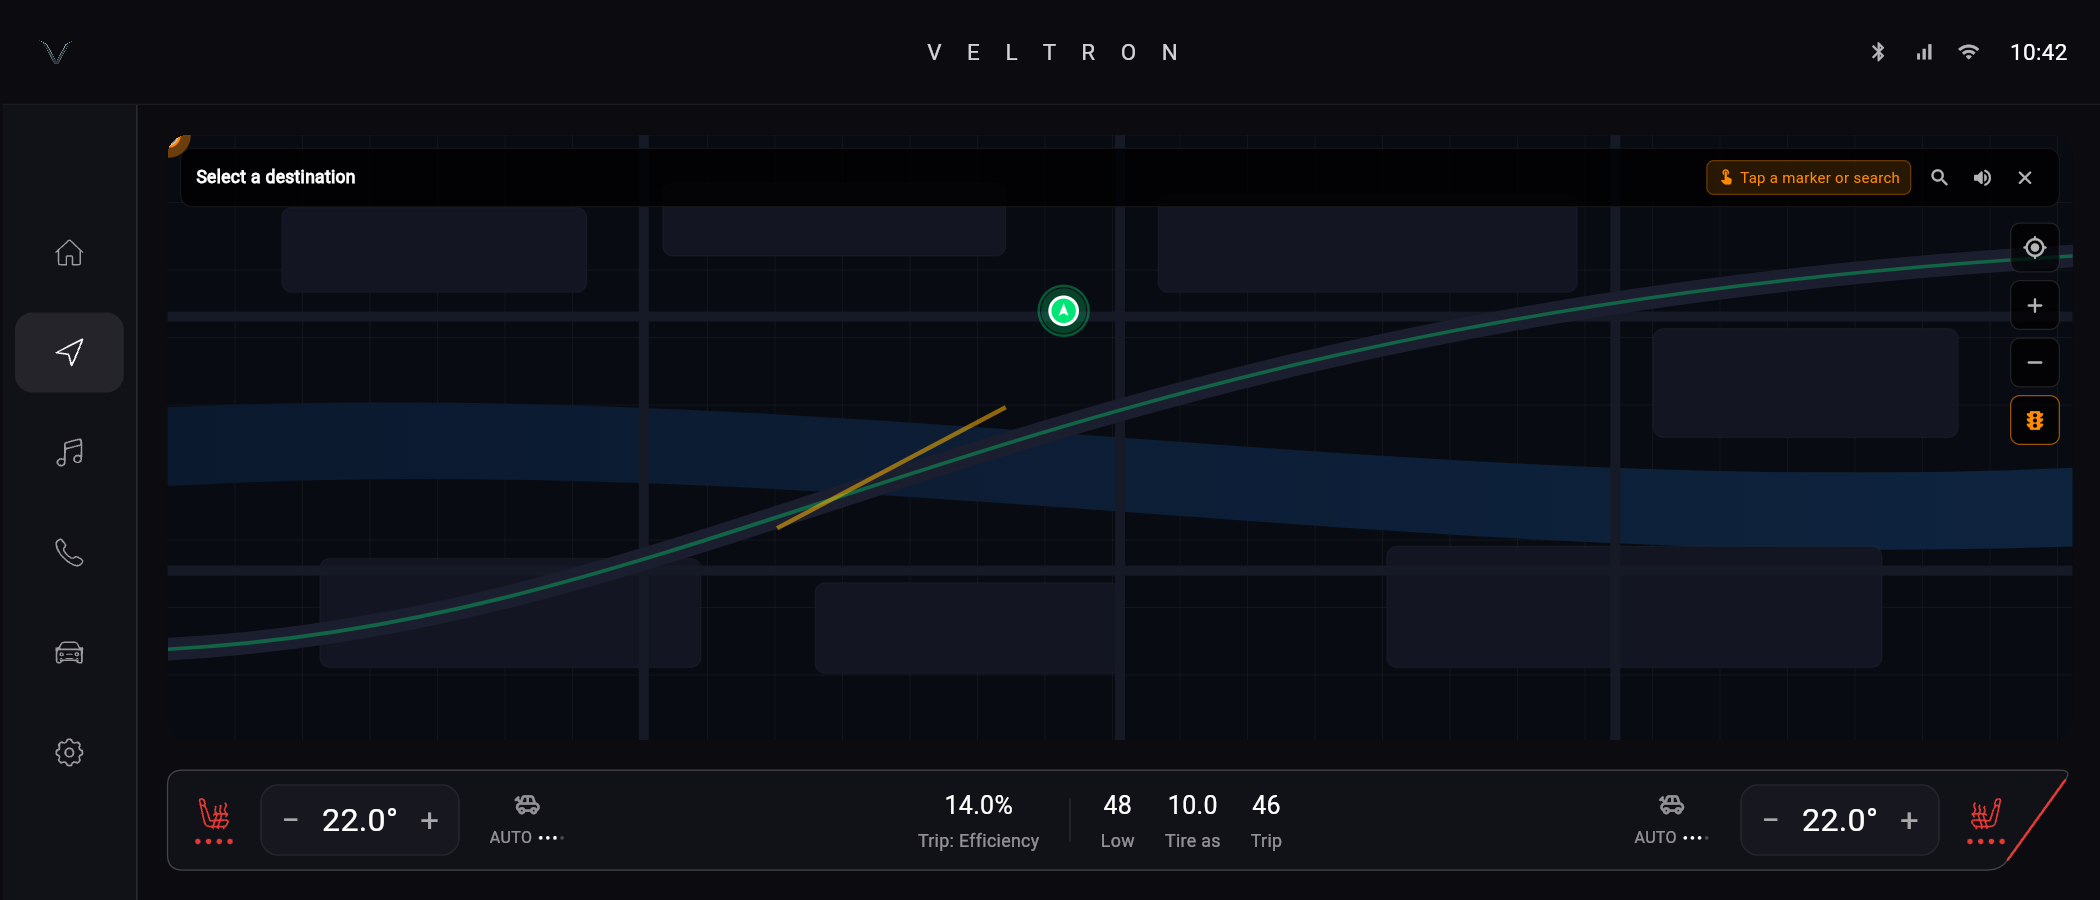 VELTRON
10:42
Select a destination
Tap a marker or search
− 22.0° +
AUTO
14.0%
Trip: Efficiency
48
Low
10.0
Tire as
46
Trip
AUTO
− 22.0° +